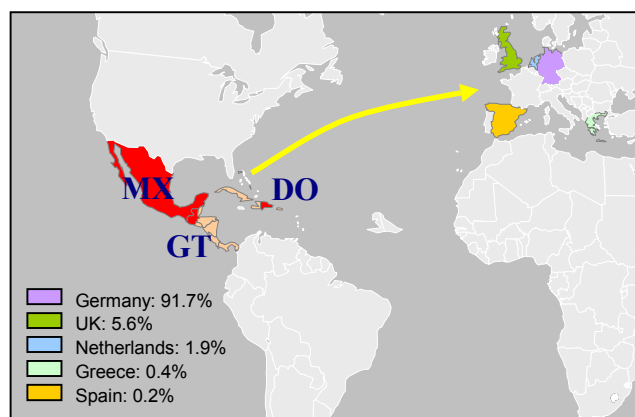 MX
DO
GT
Germany: 91.7%
UK: 5.6%
Netherlands: 1.9%
Greece: 0.4%
Spain: 0.2%